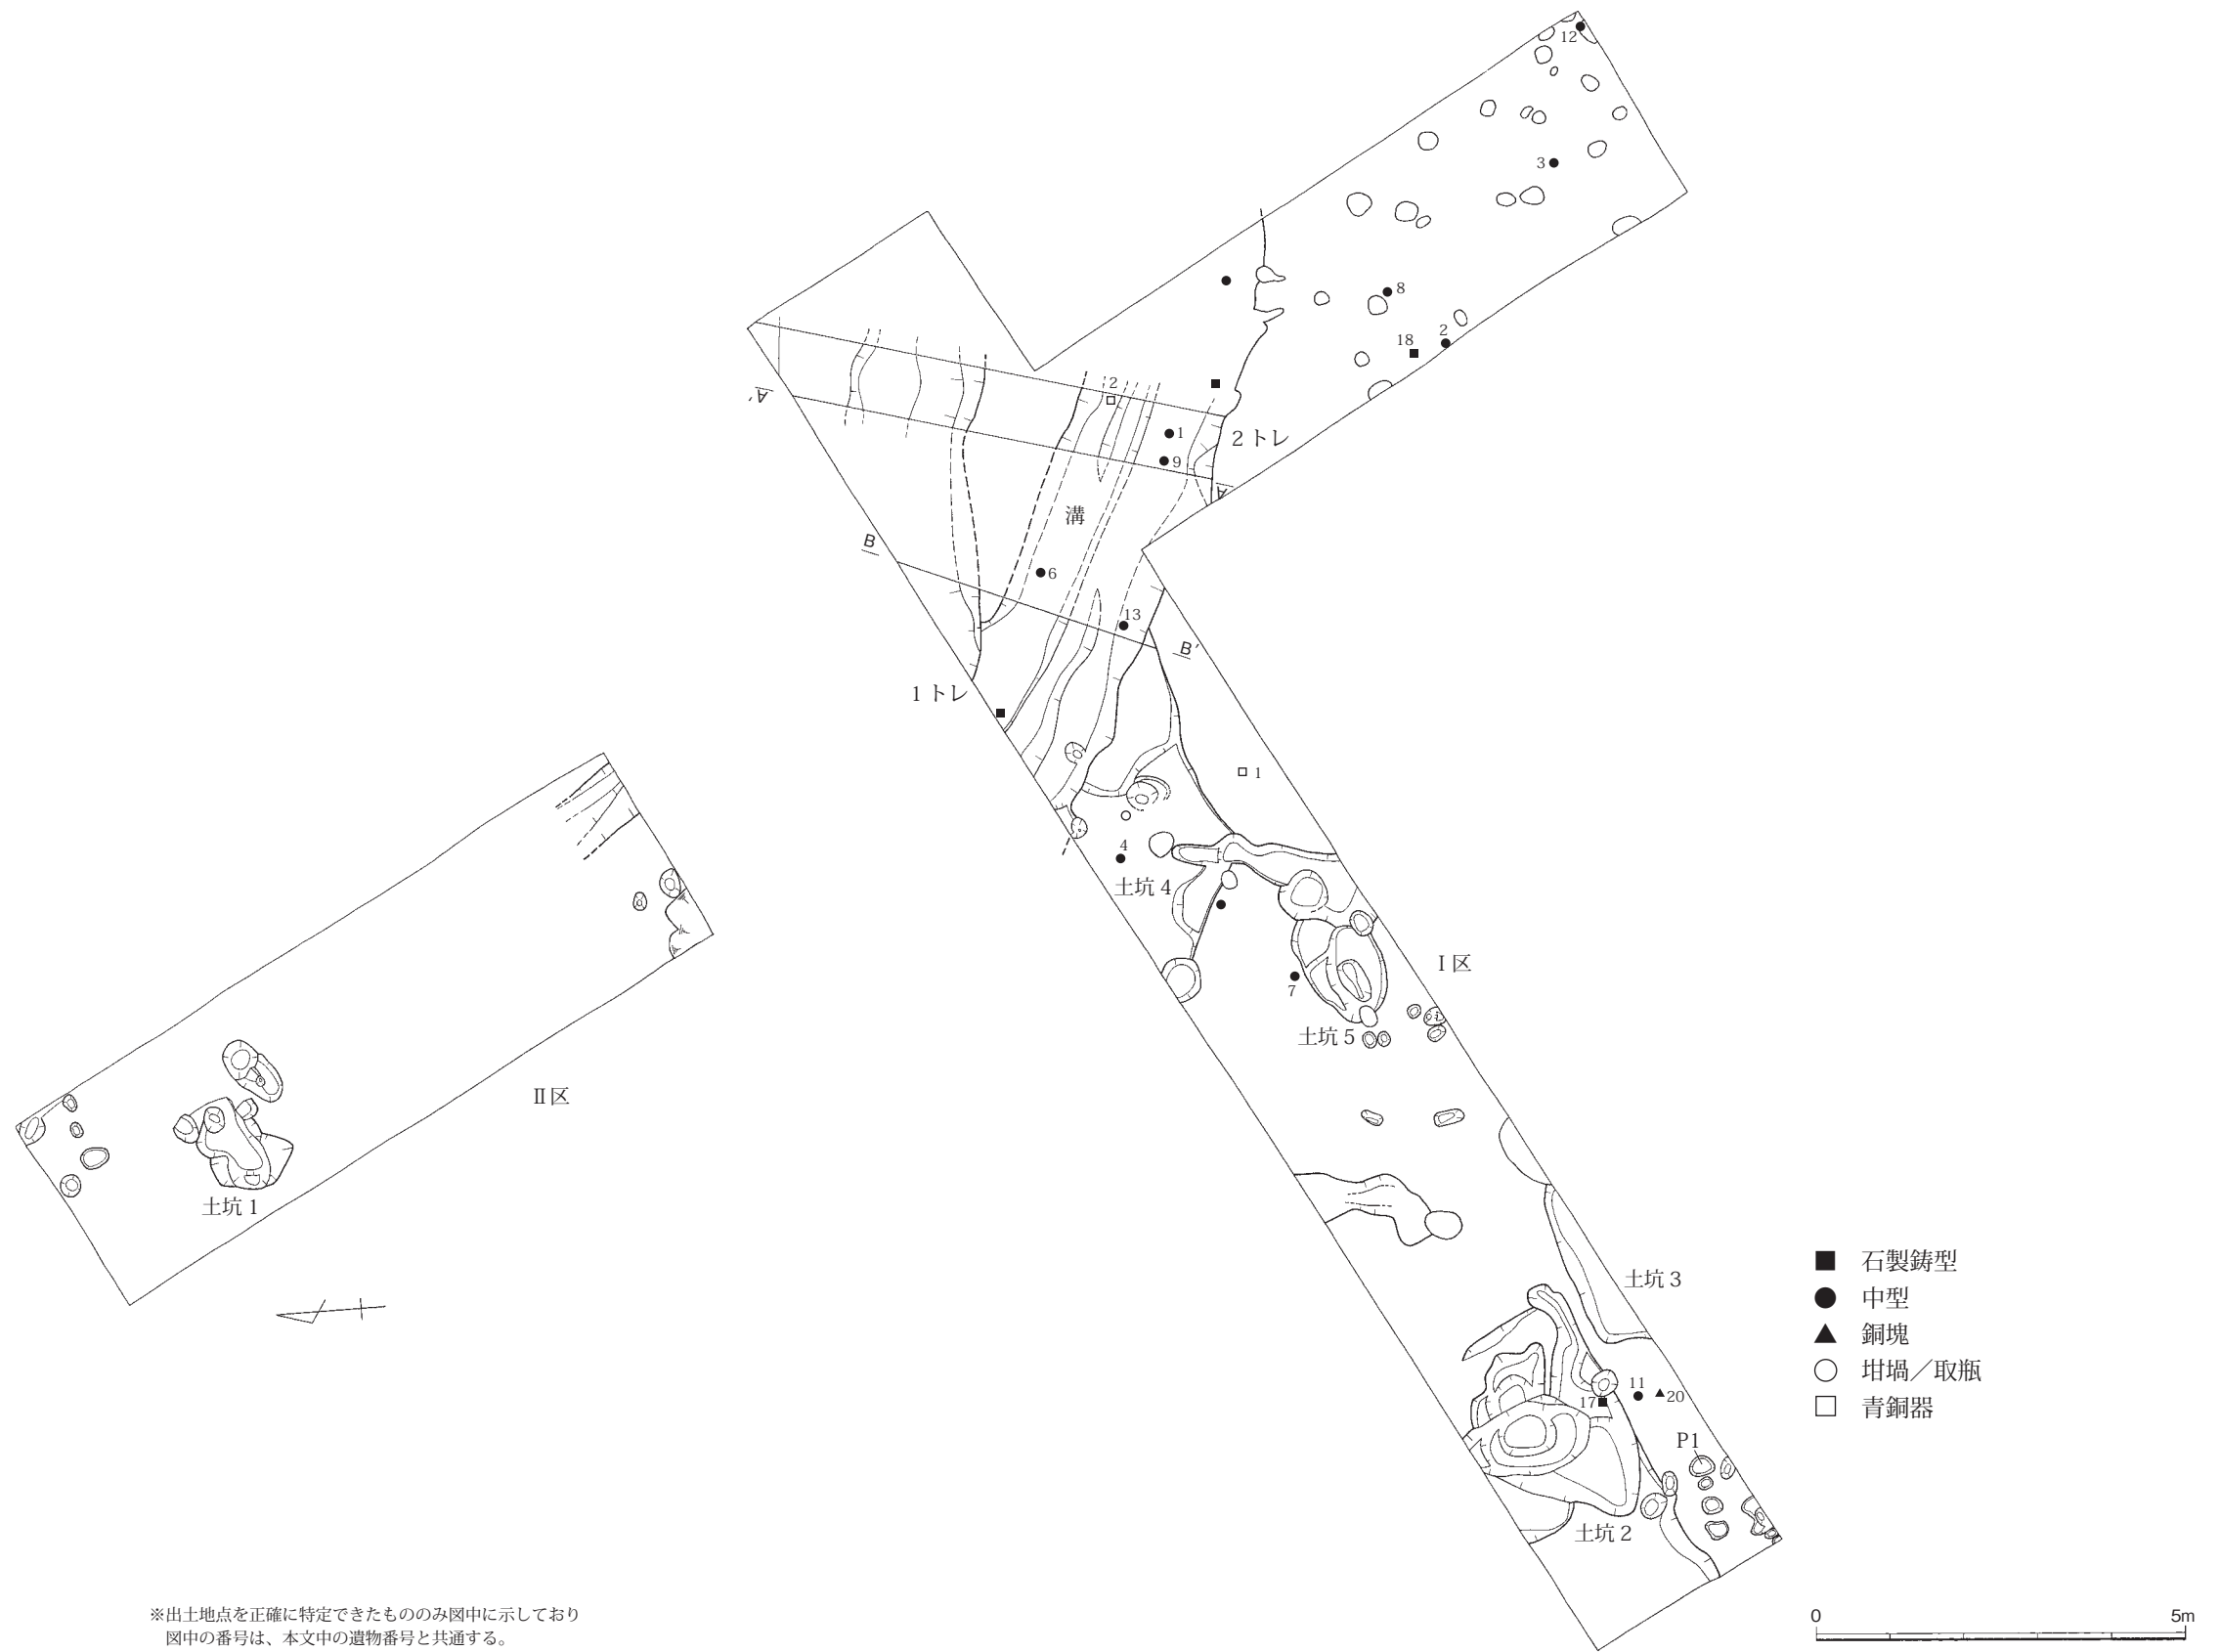 12
3
8
18
2
2
A'
1
9
2トレ
A
溝
B
6
13
B'
1トレ
1
4
土坑4
7
Ⅰ区
土坑5
Ⅱ区
土坑1
土坑3
11
17
20
P1
土坑2
石製鋳型
中型
銅塊
坩堝／取瓶
青銅器
0 5m
※出土地点を正確に特定できたもののみ図中に示しており
図中の番号は、本文中の遺物番号と共通する。